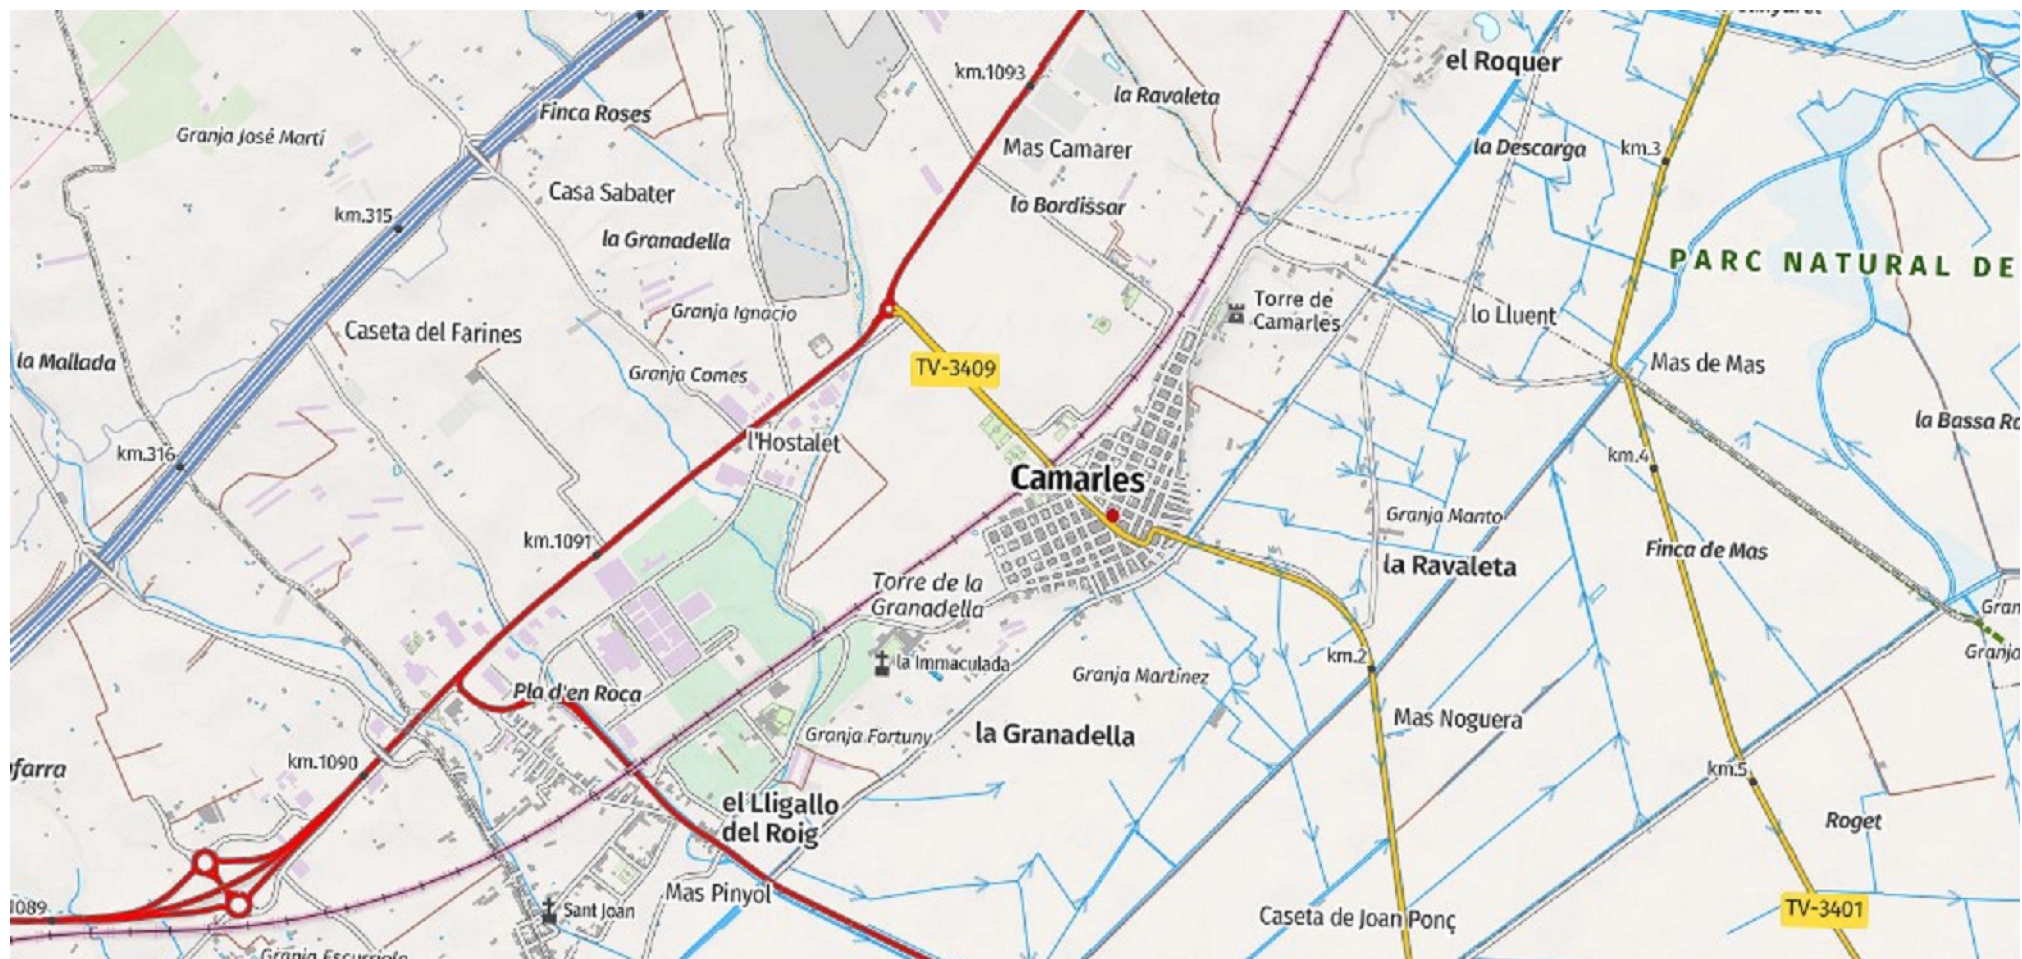 el Roquer
km.1093
la Ravaleta
Finca Roses
Granja José Martí
Mas Camarer
la Descarga
km.3
Casa Sabater
km.315
lo Bordissar
la Granadella
PARC NATURAL DE
Granja Ignacio
Torre de
Camarles
lo Lluent
Caseta del Farines
la Mallada
TV-3409
Granja Comes
Mas de Mas
la Bassa
l'Hostalet
km.316
km.4
Camarles
Granja Manto
km.1091
Finca de Mas
la Ravaleta
Torre de la
Granadella
km.2
la Immaculada
Granja Martinez
Pla d'en Roca
Mas Noguera
Granja Fortuny
la Granadella
km.1090
km.5
el Lligallo
del Roig
Roget
Mas Pinyol
1089
Sant Joan
Caseta de Joan Ponç
TV-3401